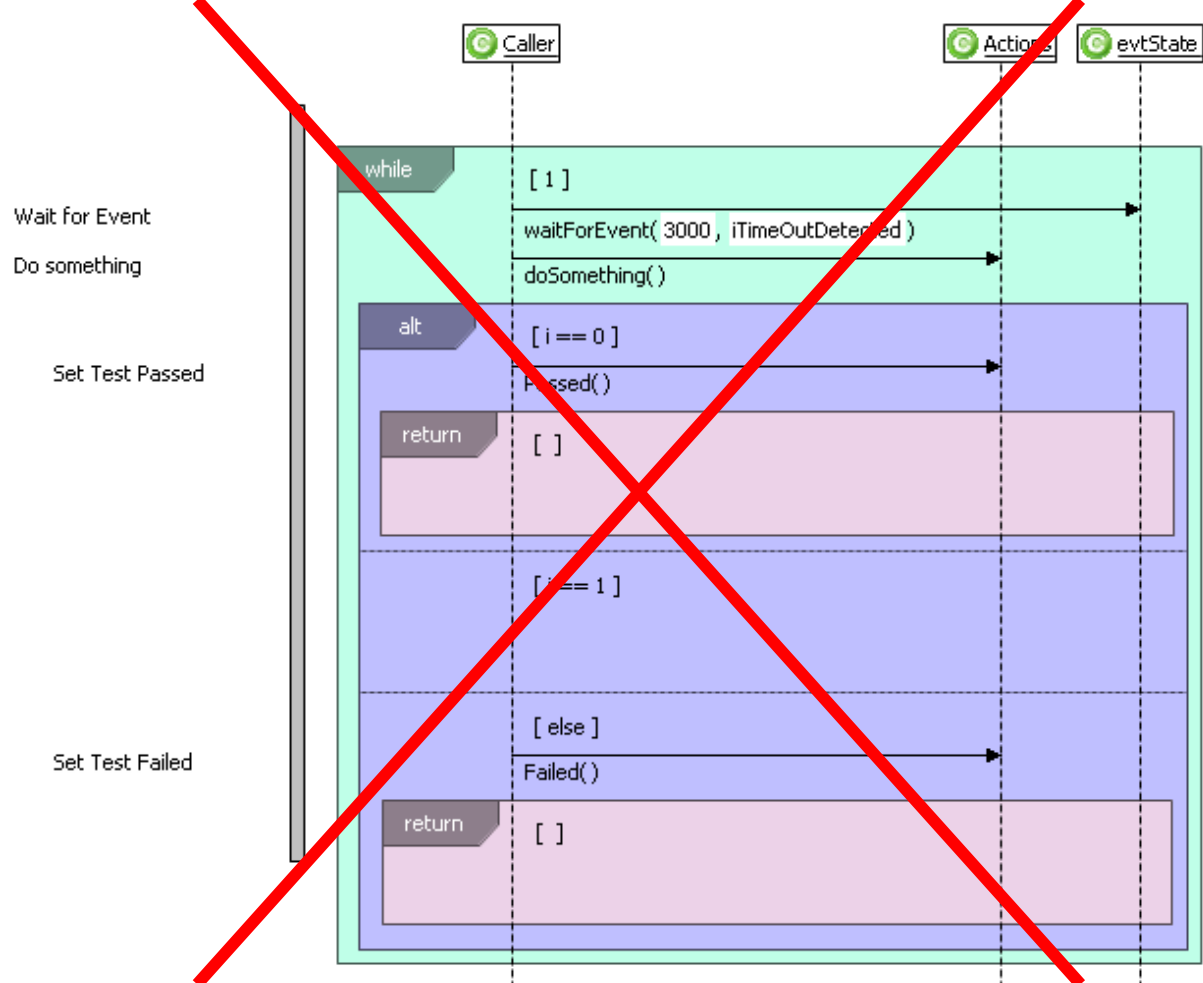 Caller
Actions
evtState
while
[ 1 ]
Wait for Event
waitForEvent( 3000, iTimeOutDetected )
Do something
doSomething( )
alt
[ i == 0 ]
Set Test Passed
Passed( )
return
[ ]
[ i == 1 ]
[ else ]
Set Test Failed
Failed( )
return
[ ]